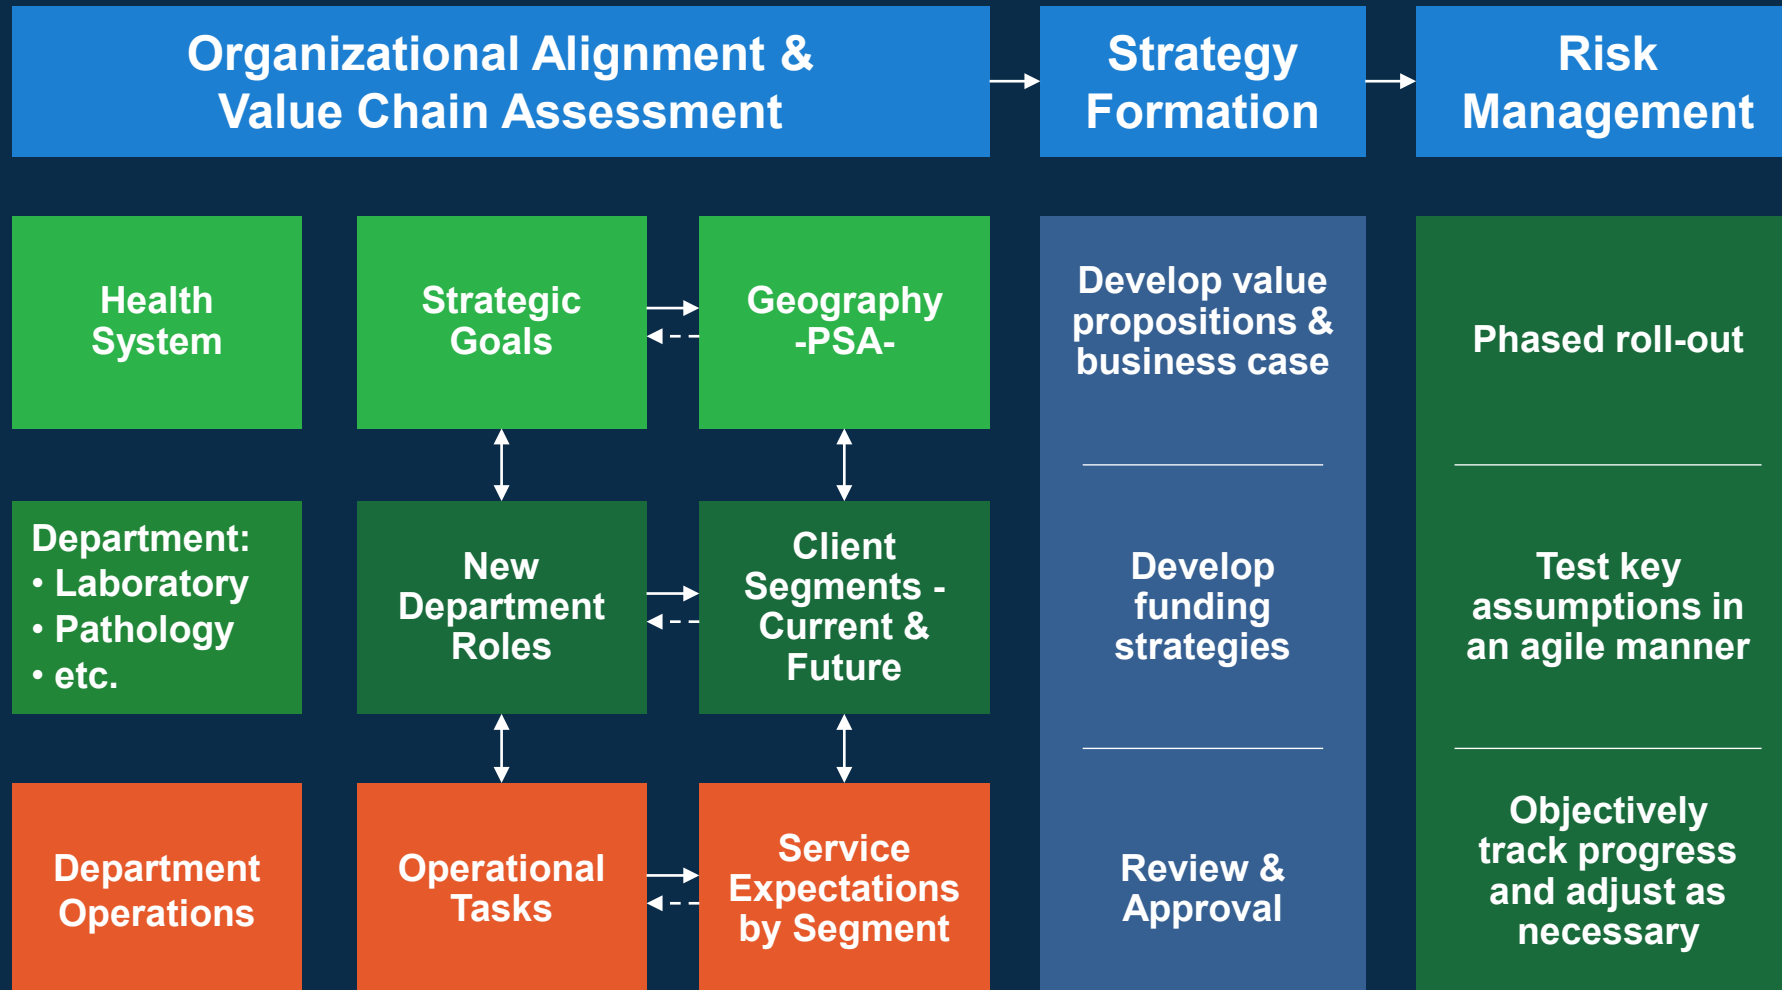 Organizational Alignment &
Value Chain Assessment
Strategy
Formation
Risk
Management
Health
System
Strategic
Goals
Geography
-PSA-
Develop value
propositions &
business case
Phased roll-out
Department:
• Laboratory
• Pathology
• etc.
New
Department
Roles
Client
Segments -
Current &
Future
Develop
funding
strategies
Test key
assumptions in
an agile manner
Department
Operations
Operational
Tasks
Service
Expectations
by Segment
Review &
Approval
Objectively
track progress
and adjust as
necessary